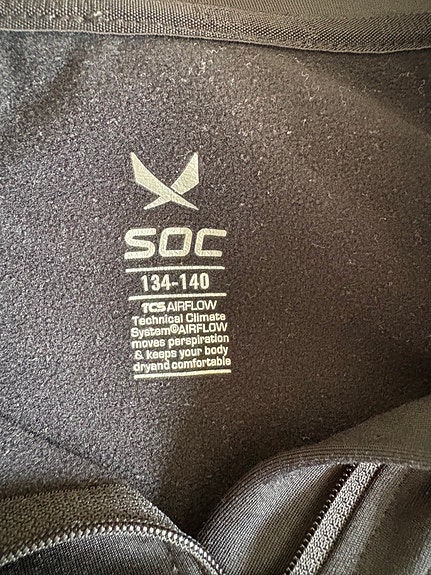 SOC
134-140
TCS AIRFLOW
Technical Climate
System©AIRFLOW
moves perspiration
& keeps your body
dryand comfortable